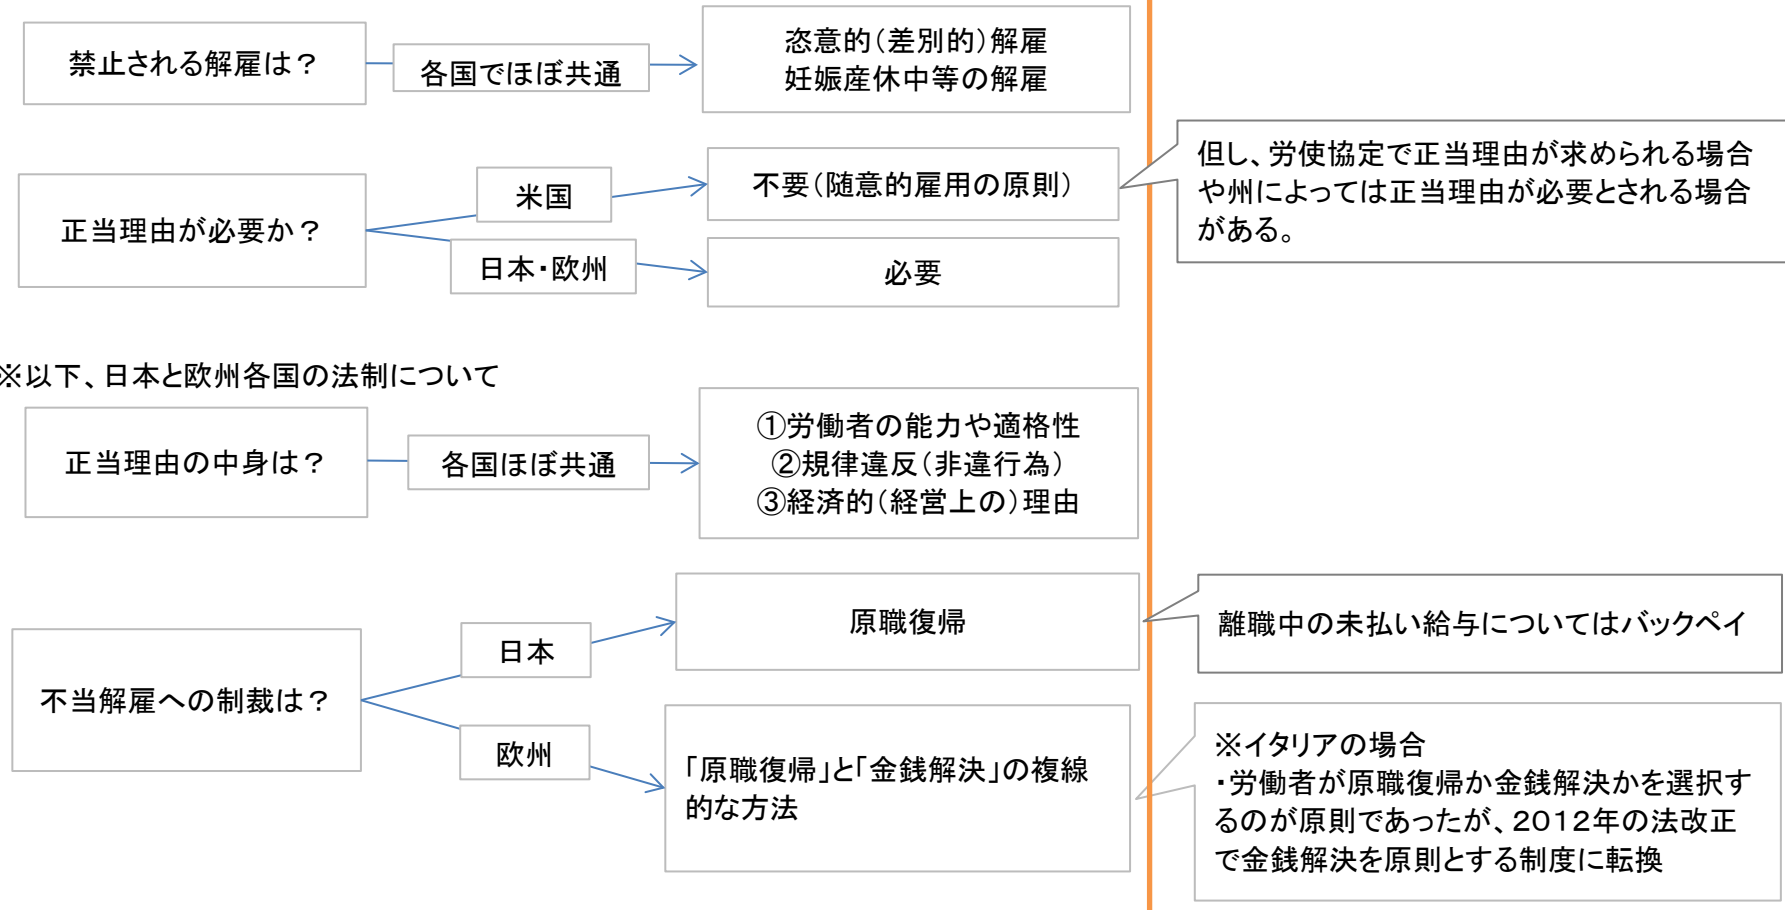 禁止される解雇は？
各国でほぼ共通
恣意的（差別的）解雇
妊娠産休中等の解雇
正当理由が必要か？
米国
不要（随意的雇用の原則）
但し、労使協定で正当理由が求められる場合
や州によっては正当理由が必要とされる場合
がある。
日本・欧州
必要
※以下、日本と欧州各国の法制について
正当理由の中身は？
各国ほぼ共通
①労働者の能力や適格性
②規律違反（非違行為）
③経済的（経営上の）理由
不当解雇への制裁は？
日本
原職復帰
離職中の未払い給与についてはバックペイ
欧州
「原職復帰」と「金銭解決」の複線
的な方法
※イタリアの場合
・労働者が原職復帰か金銭解決かを選択す
るのが原則であったが、２０１２年の法改正
で金銭解決を原則とする制度に転換